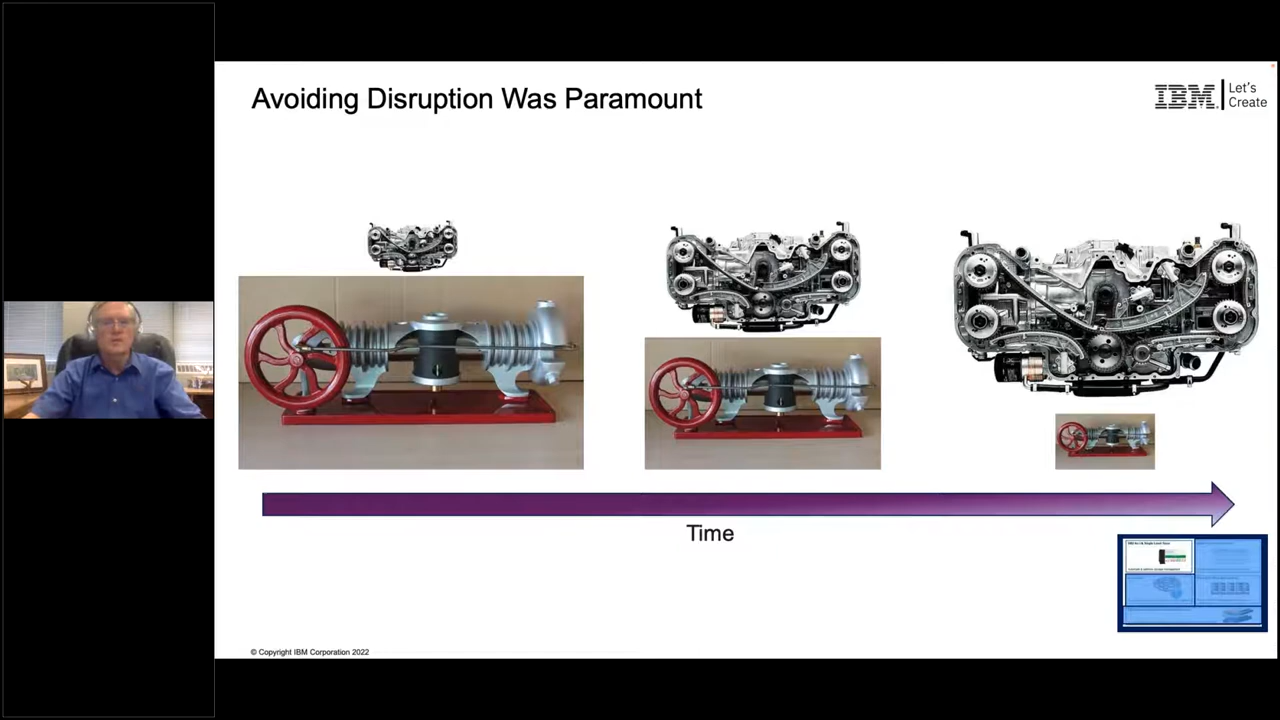 Avoiding Disruption Was Paramount
IBM
Let's
Create
Time
© Copyright IBM Corporation 2022